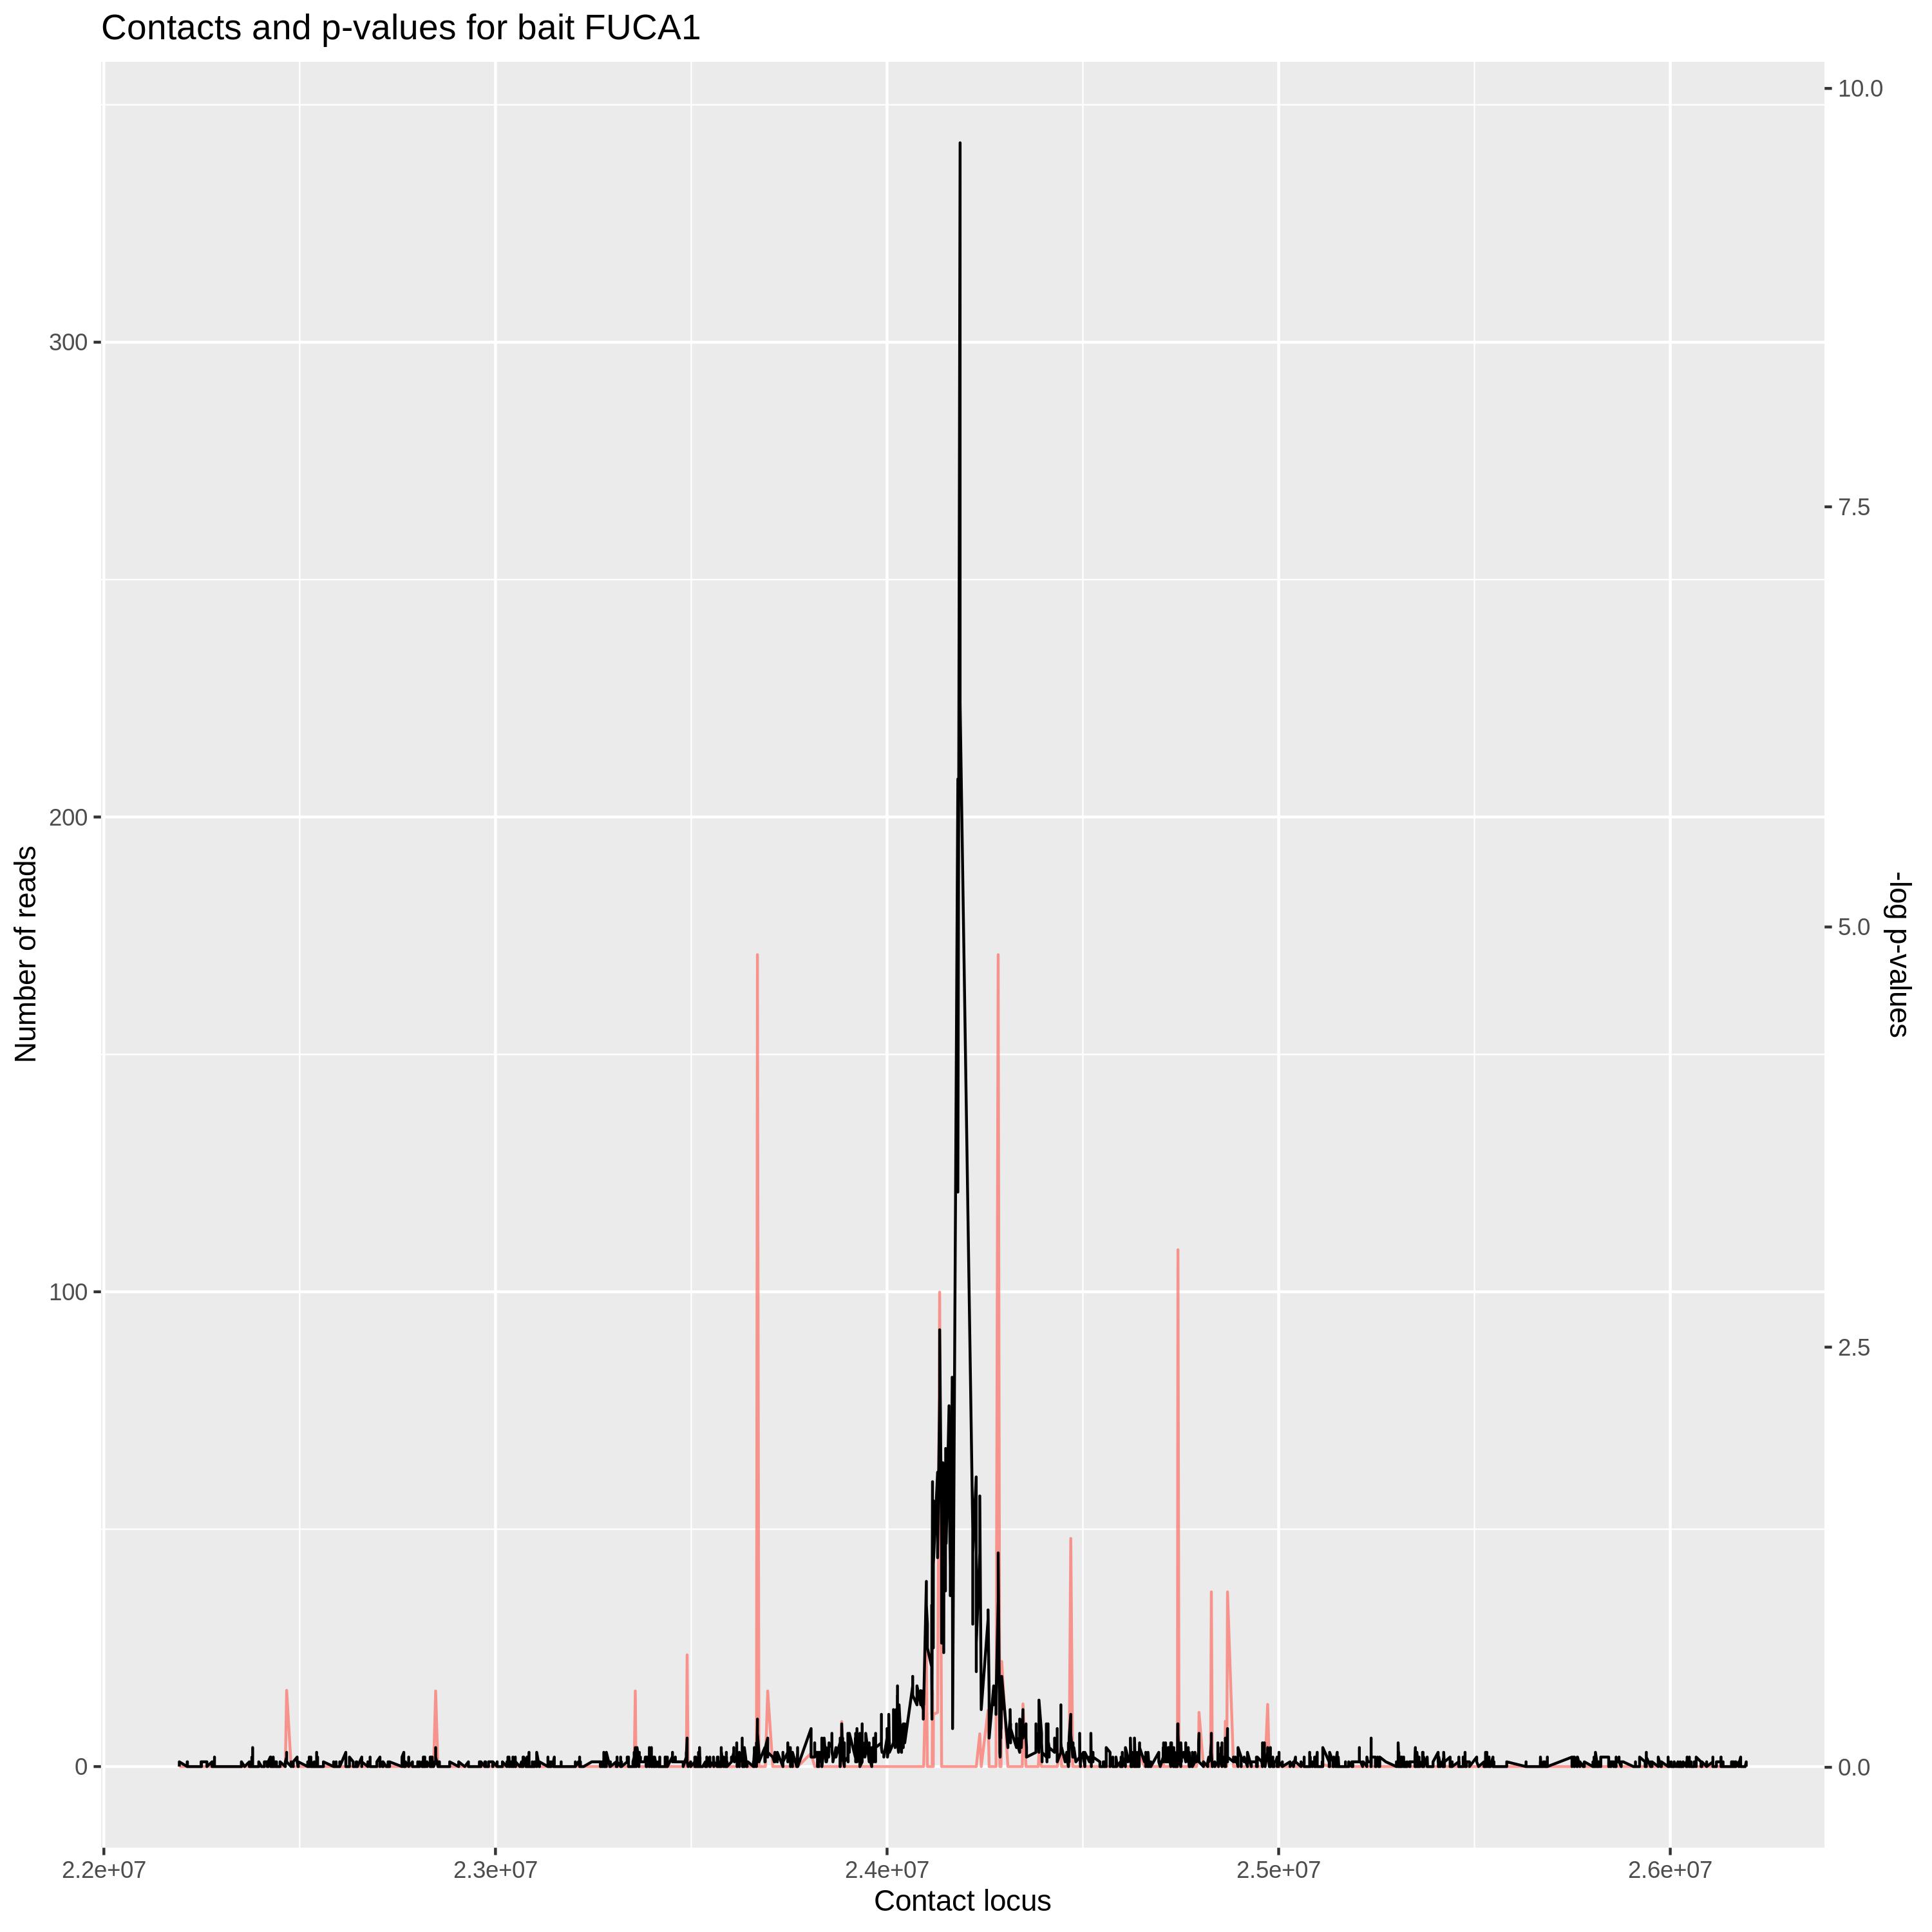 Contacts and p-values for bait FUCA1
10.0
300
7.5
200
5.0
Number of reads
-log p-values
100
2.5
0
0.0
2.2e+07
2.3e+07
2.4e+07
2.5e+07
2.6e+07
Contact locus